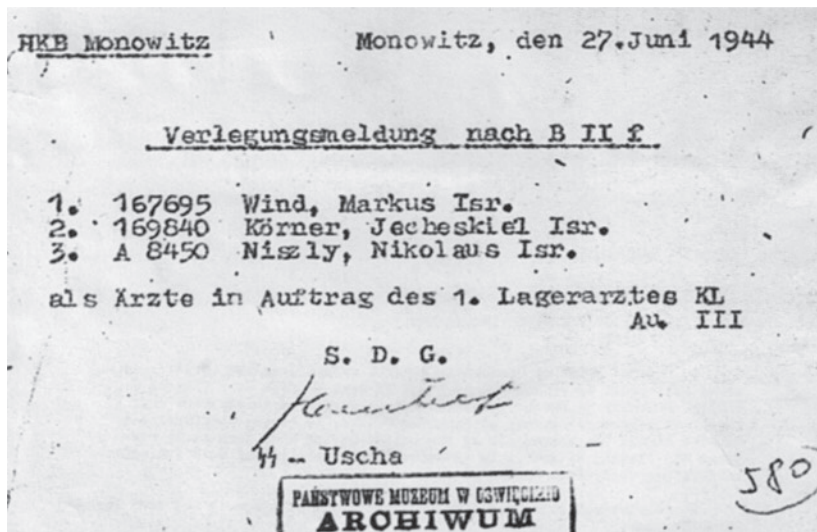 HKB Monowitz Monowitz, den 27.Juni 1944
Verlegungsmeldung nach B II f
1. 167695 Wind, Markus Isr.
2. 169840 Körner, Jecheskiel Isr.
3. A 8450 Niszly, Nikolaus Isr.
als Ärzte in Auftrag des 1. Lagerarztes KL
Au. III
S. D. G.
ᛋᛋ - Uscha
580
PAŃSTWOWE MUZEUM W OŚWIĘCIMIU
ARCHIWUM